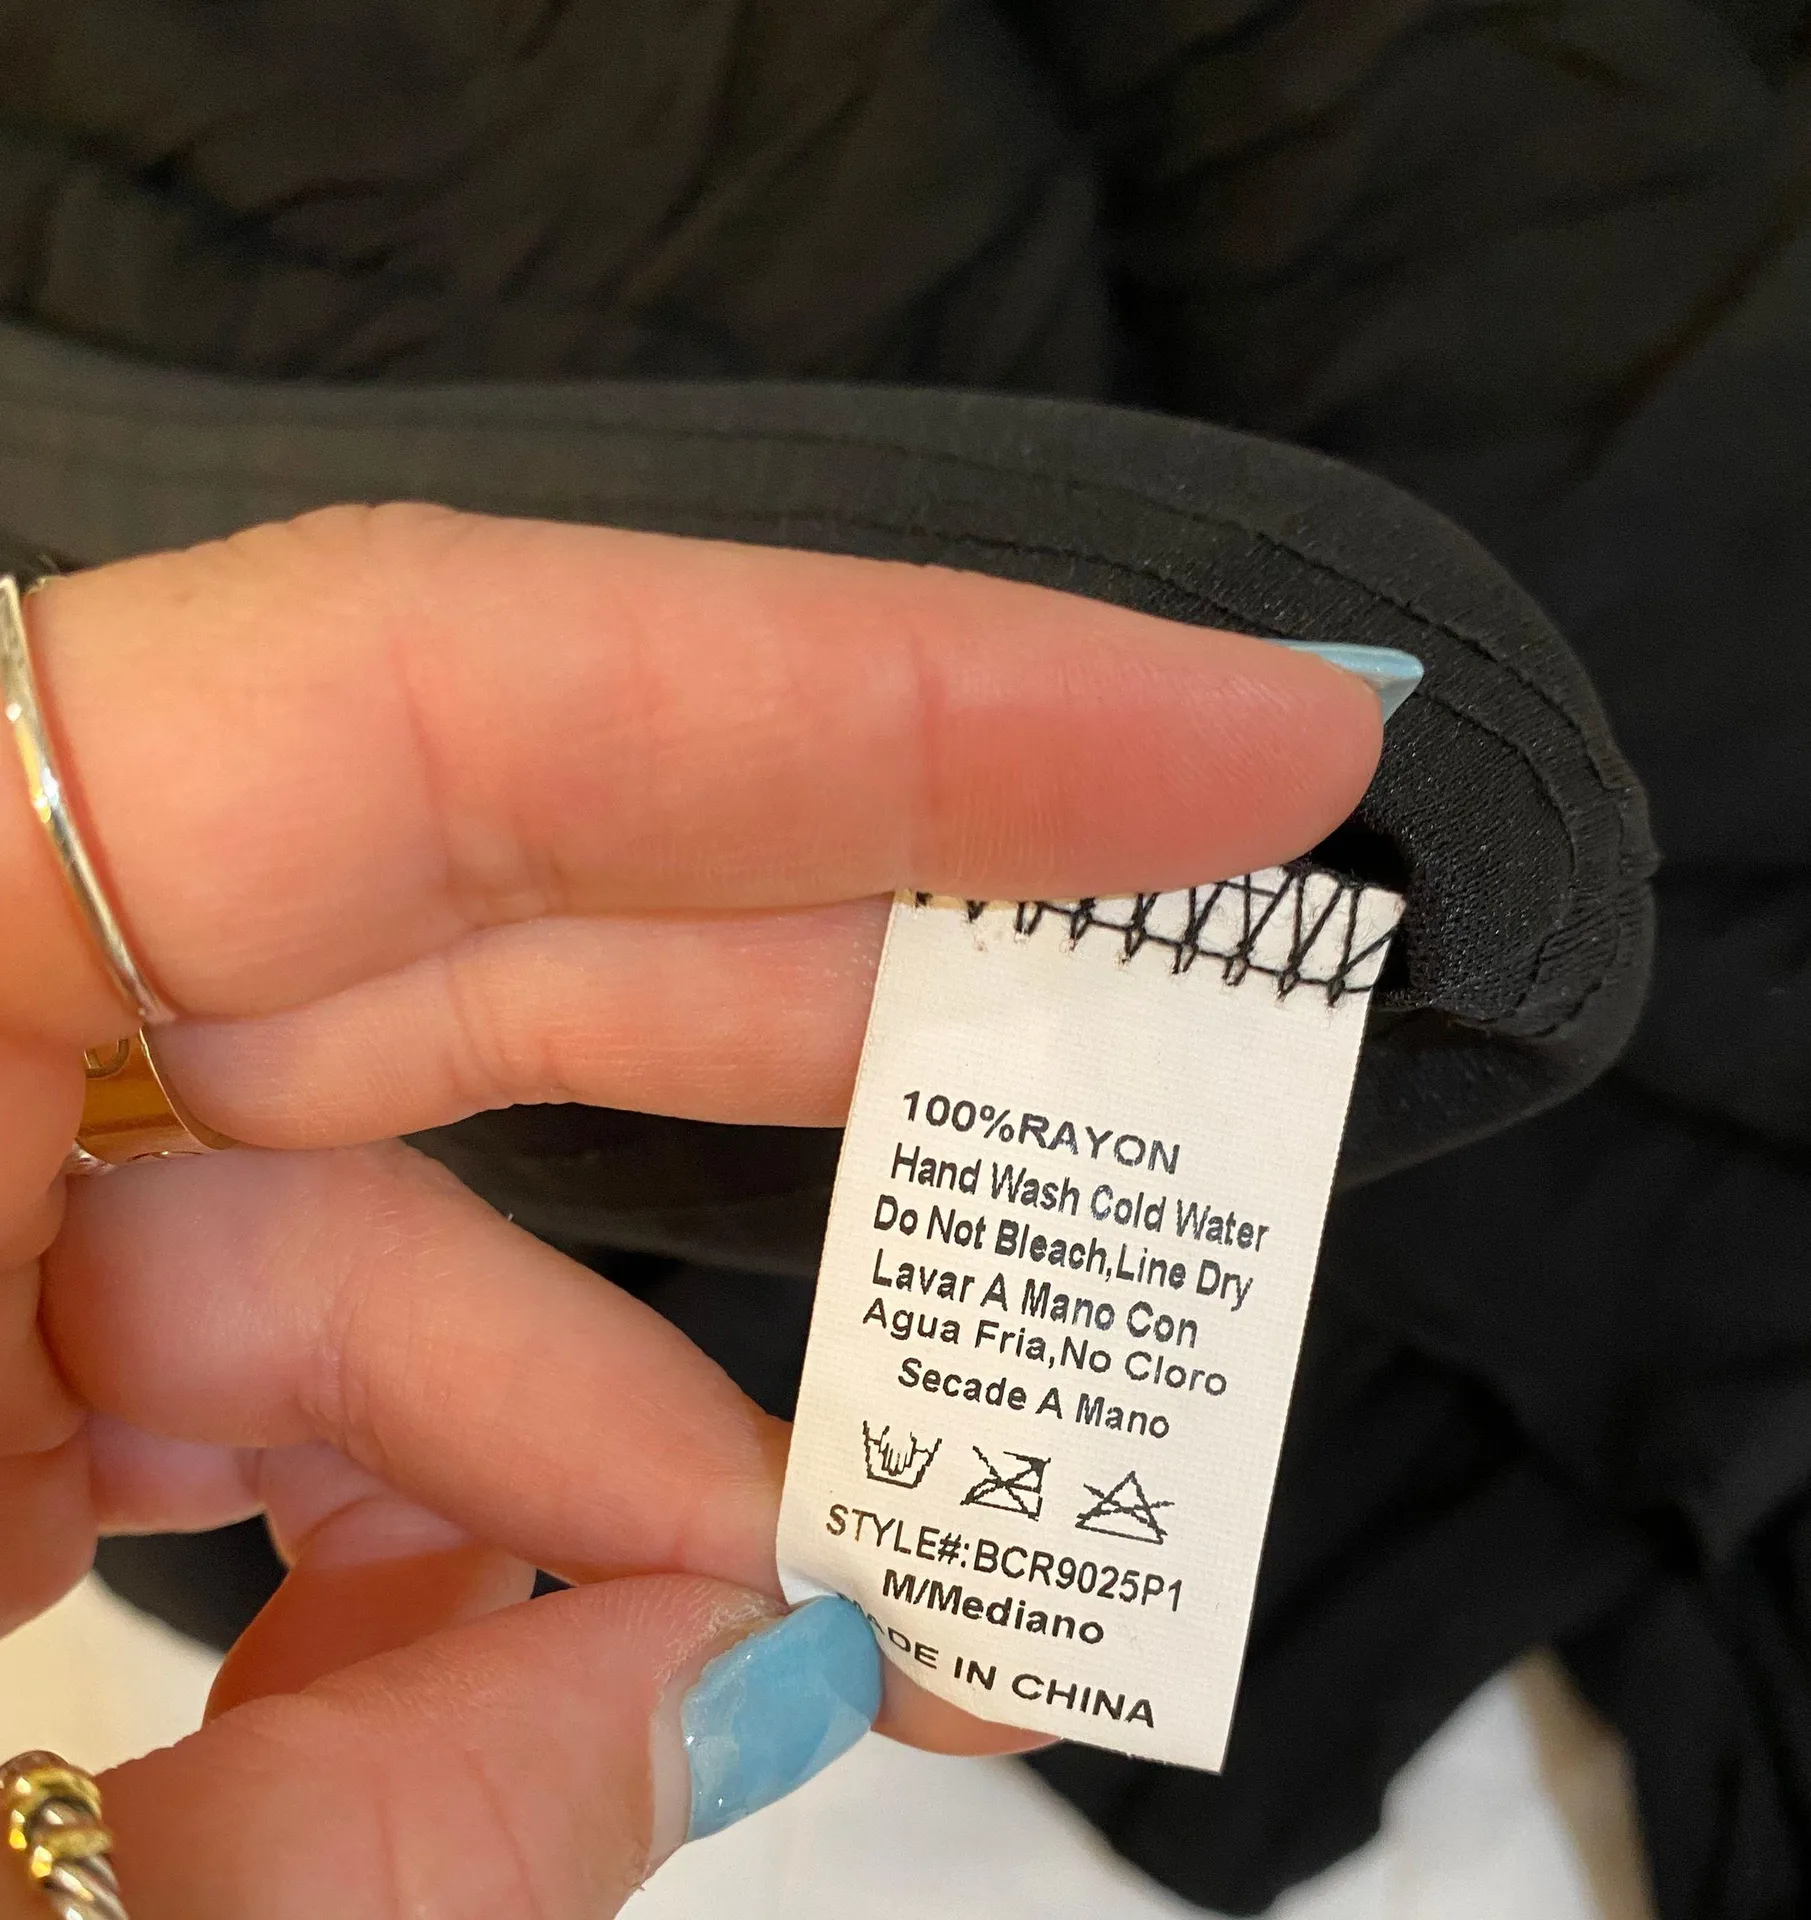 100%RAYON
Hand Wash Cold Water
Do Not Bleach,Line Dry
Lavar A Mano Con
Agua Fria,No Cloro
Secade A Mano
STYLE#:BCR9025P1
M/Mediano
MADE IN CHINA